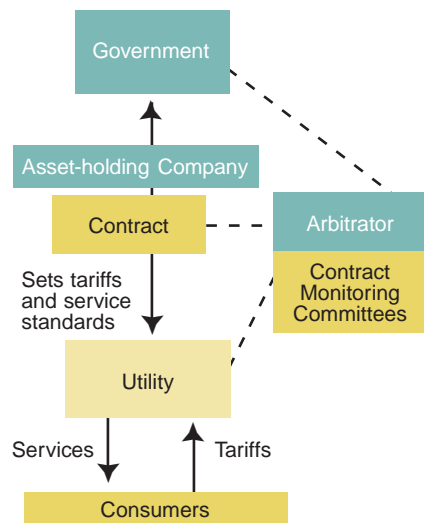 Government
Asset-holding Company
Contract
Arbitrator
Contract
Monitoring
Committees
Sets tariffs
and service
standards
Utility
Services
Tariffs
Consumers